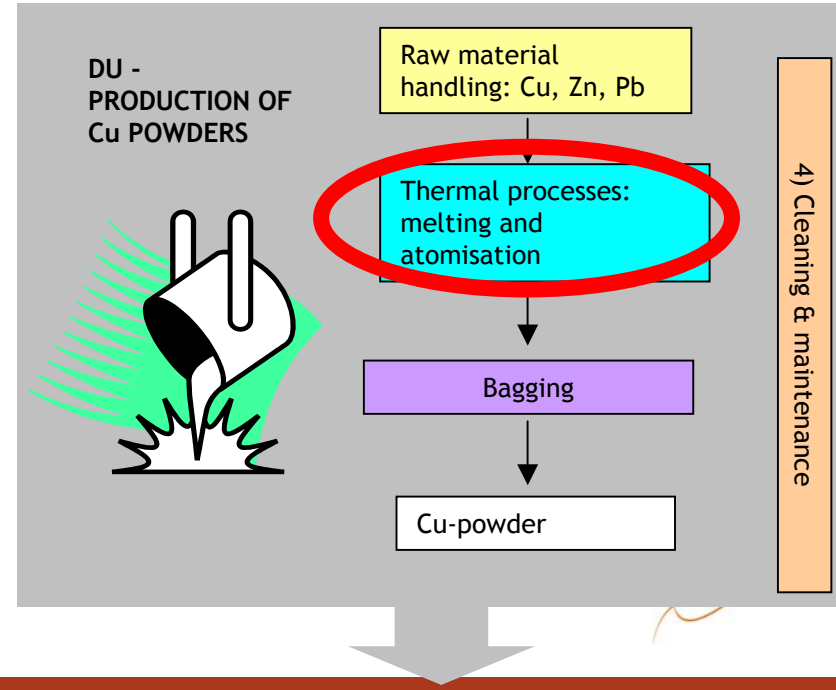 DU -
PRODUCTION OF
Cu POWDERS
Raw material
handling: Cu, Zn, Pb
Thermal processes:
melting and
atomisation
Bagging
Cu-powder
4) Cleaning & maintenance